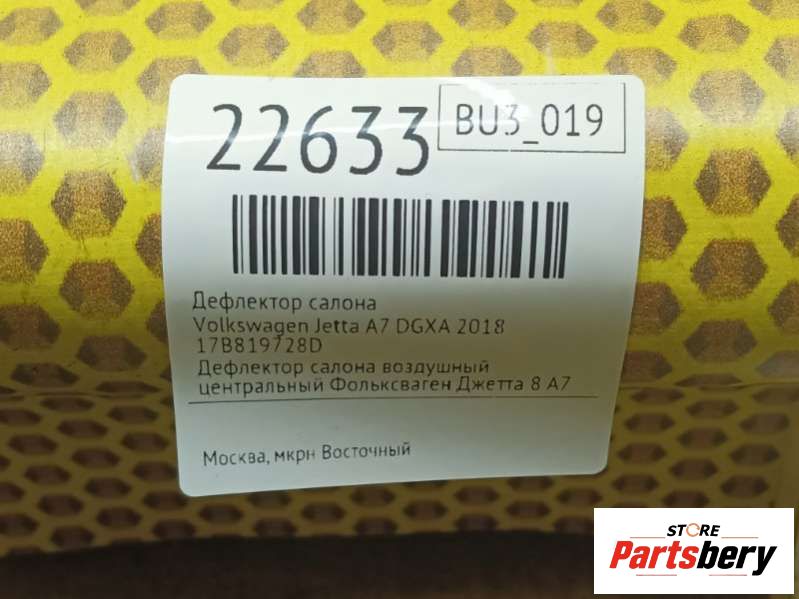 22633
BU3_019
Дефлектор салона
Volkswagen Jetta A7 DGXA 2018
17B819728D
Дефлектор салона воздушный
центральный Фольксваген Джетта 8 А7
Москва, мкрн Восточный
STORE
Partsbery